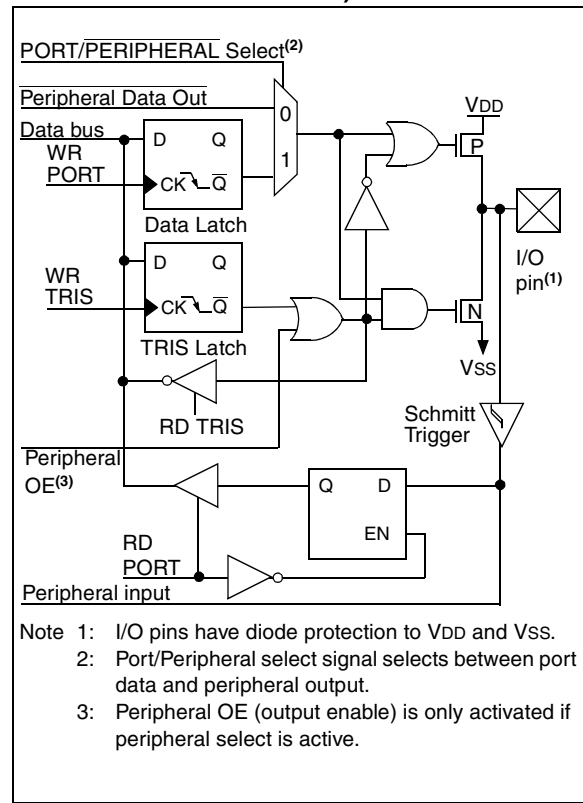 PORT/PERIPHERAL Select(2)
Peripheral Data Out
Data bus
WR
PORT
D Q
CK Q
Data Latch
0
1
VDD
P
I/O
pin(1)
WR
TRIS
D Q
CK Q
TRIS Latch
N
VSS
RD TRIS
Schmitt
Trigger
Peripheral
OE(3)
Q D
EN
RD
PORT
Peripheral input
Note 1: I/O pins have diode protection to VDD and VSS.
2: Port/Peripheral select signal selects between port
data and peripheral output.
3: Peripheral OE (output enable) is only activated if
peripheral select is active.